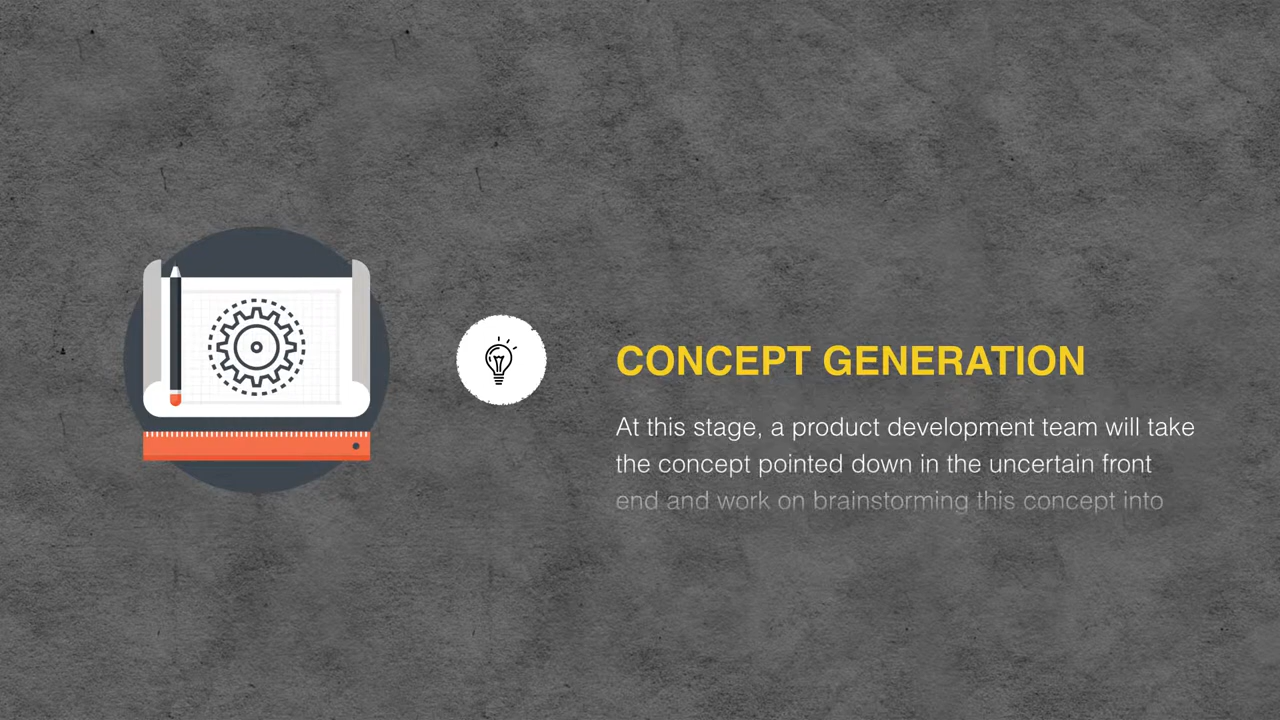 CONCEPT GENERATION
At this stage, a product development team will take
the concept pointed down in the uncertain front
end and work on brainstorming this concept into